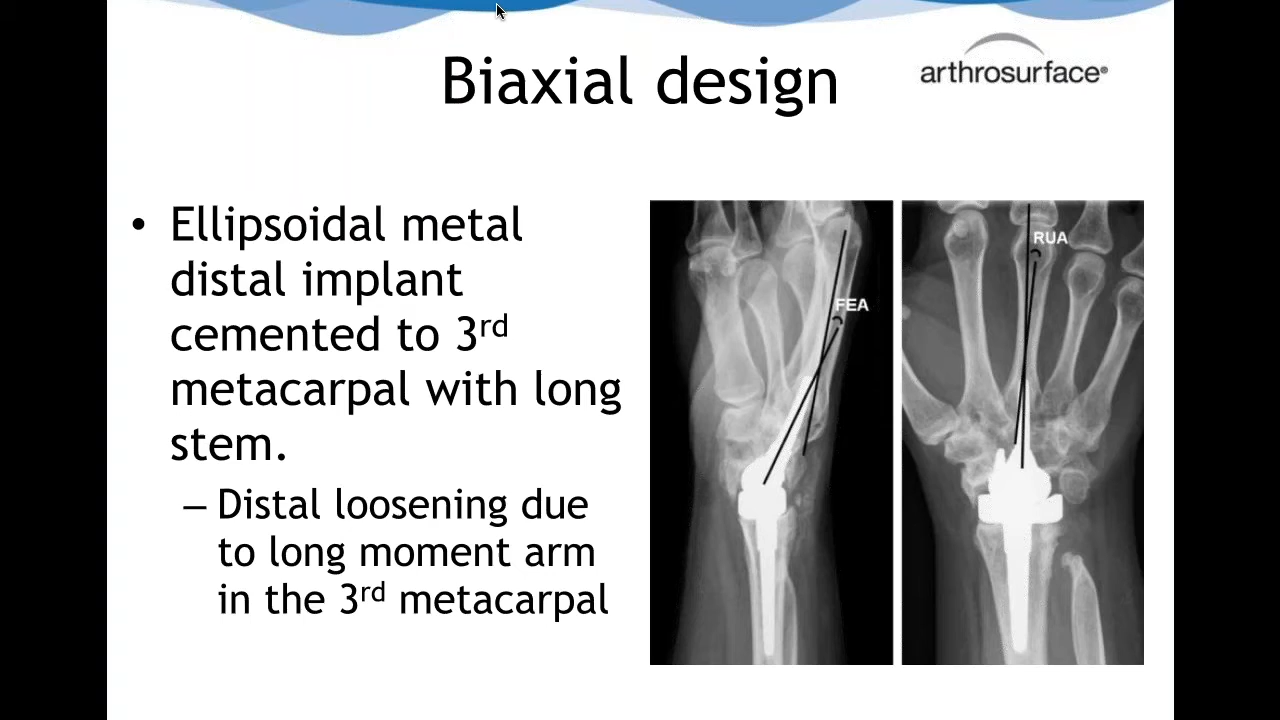 Biaxial design
arthrosurface®
• Ellipsoidal metal
distal implant
cemented to 3rd
metacarpal with long
stem.
– Distal loosening due
to long moment arm
in the 3rd metacarpal
FEA
RUA